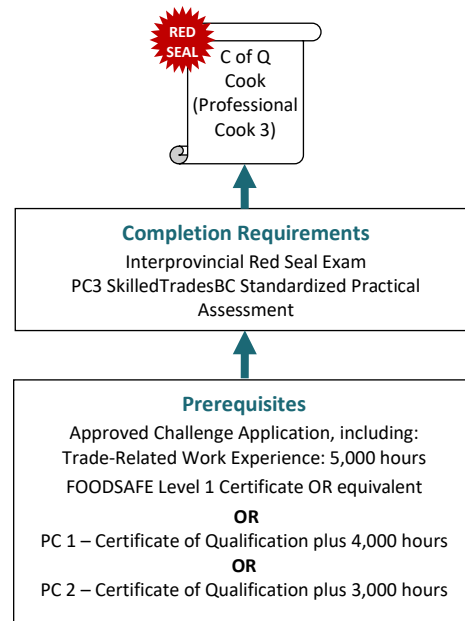 RED
SEAL
C of Q
Cook
(Professional
Cook 3)
Completion Requirements
Interprovincial Red Seal Exam
PC3 SkilledTradesBC Standardized Practical
Assessment
Prerequisites
Approved Challenge Application, including:
Trade-Related Work Experience: 5,000 hours
FOODSAFE Level 1 Certificate OR equivalent
OR
PC 1 – Certificate of Qualification plus 4,000 hours
OR
PC 2 – Certificate of Qualification plus 3,000 hours